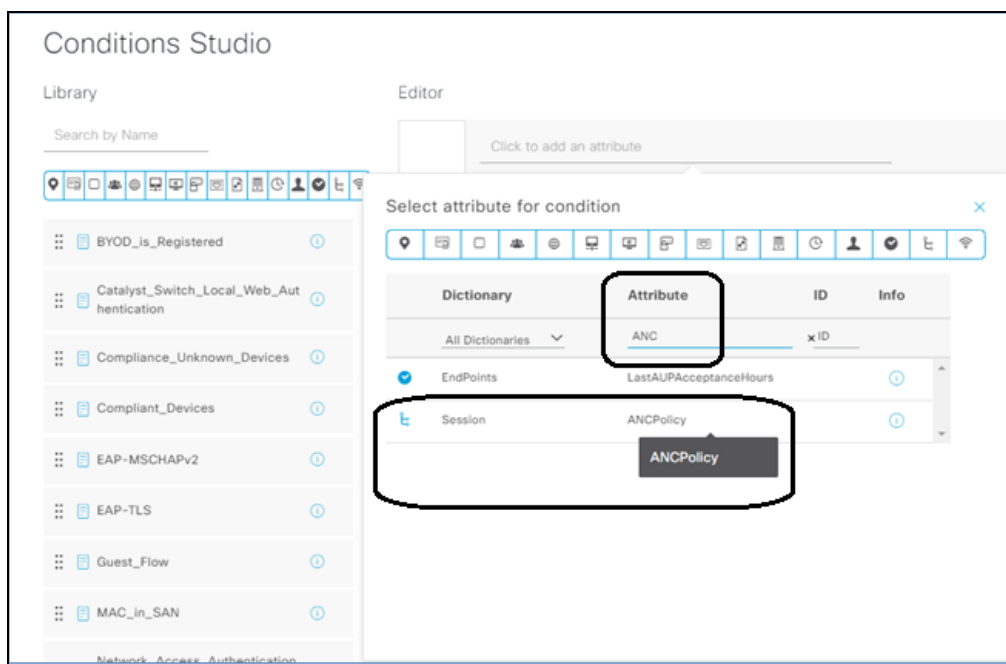 Conditions Studio
Library
Editor
Search by Name
Click to add an attribute
Select attribute for condition
BYOD_is_Registered
Catalyst_Switch_Local_Web_Aut
hentication
Compliance_Unknown_Devices
Compliant_Devices
EAP-MSCHAPv2
EAP-TLS
Guest_Flow
MAC_in_SAN
Network_Access_Authentication
Dictionary Attribute ID Info
All Dictionaries ANC ID
EndPoints LastAUPAcceptanceHours
Session ANCPolicy
ANCPolicy